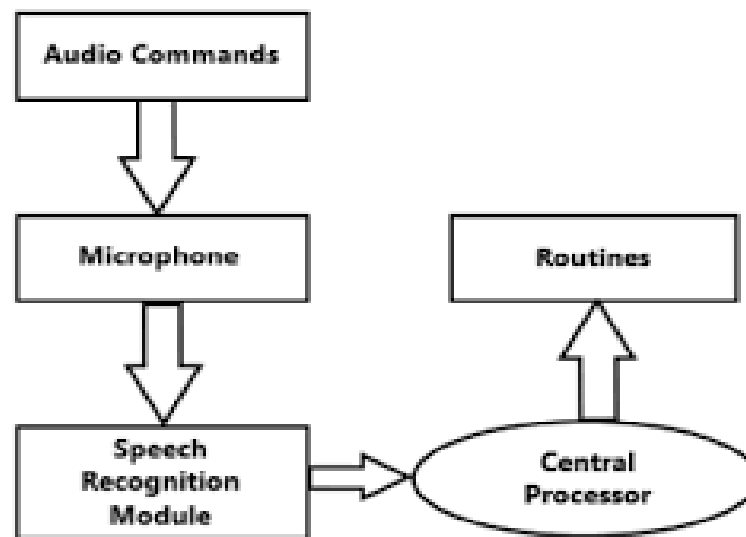 Audio Commands
Microphone
Speech
Recognition
Module
Central
Processor
Routines